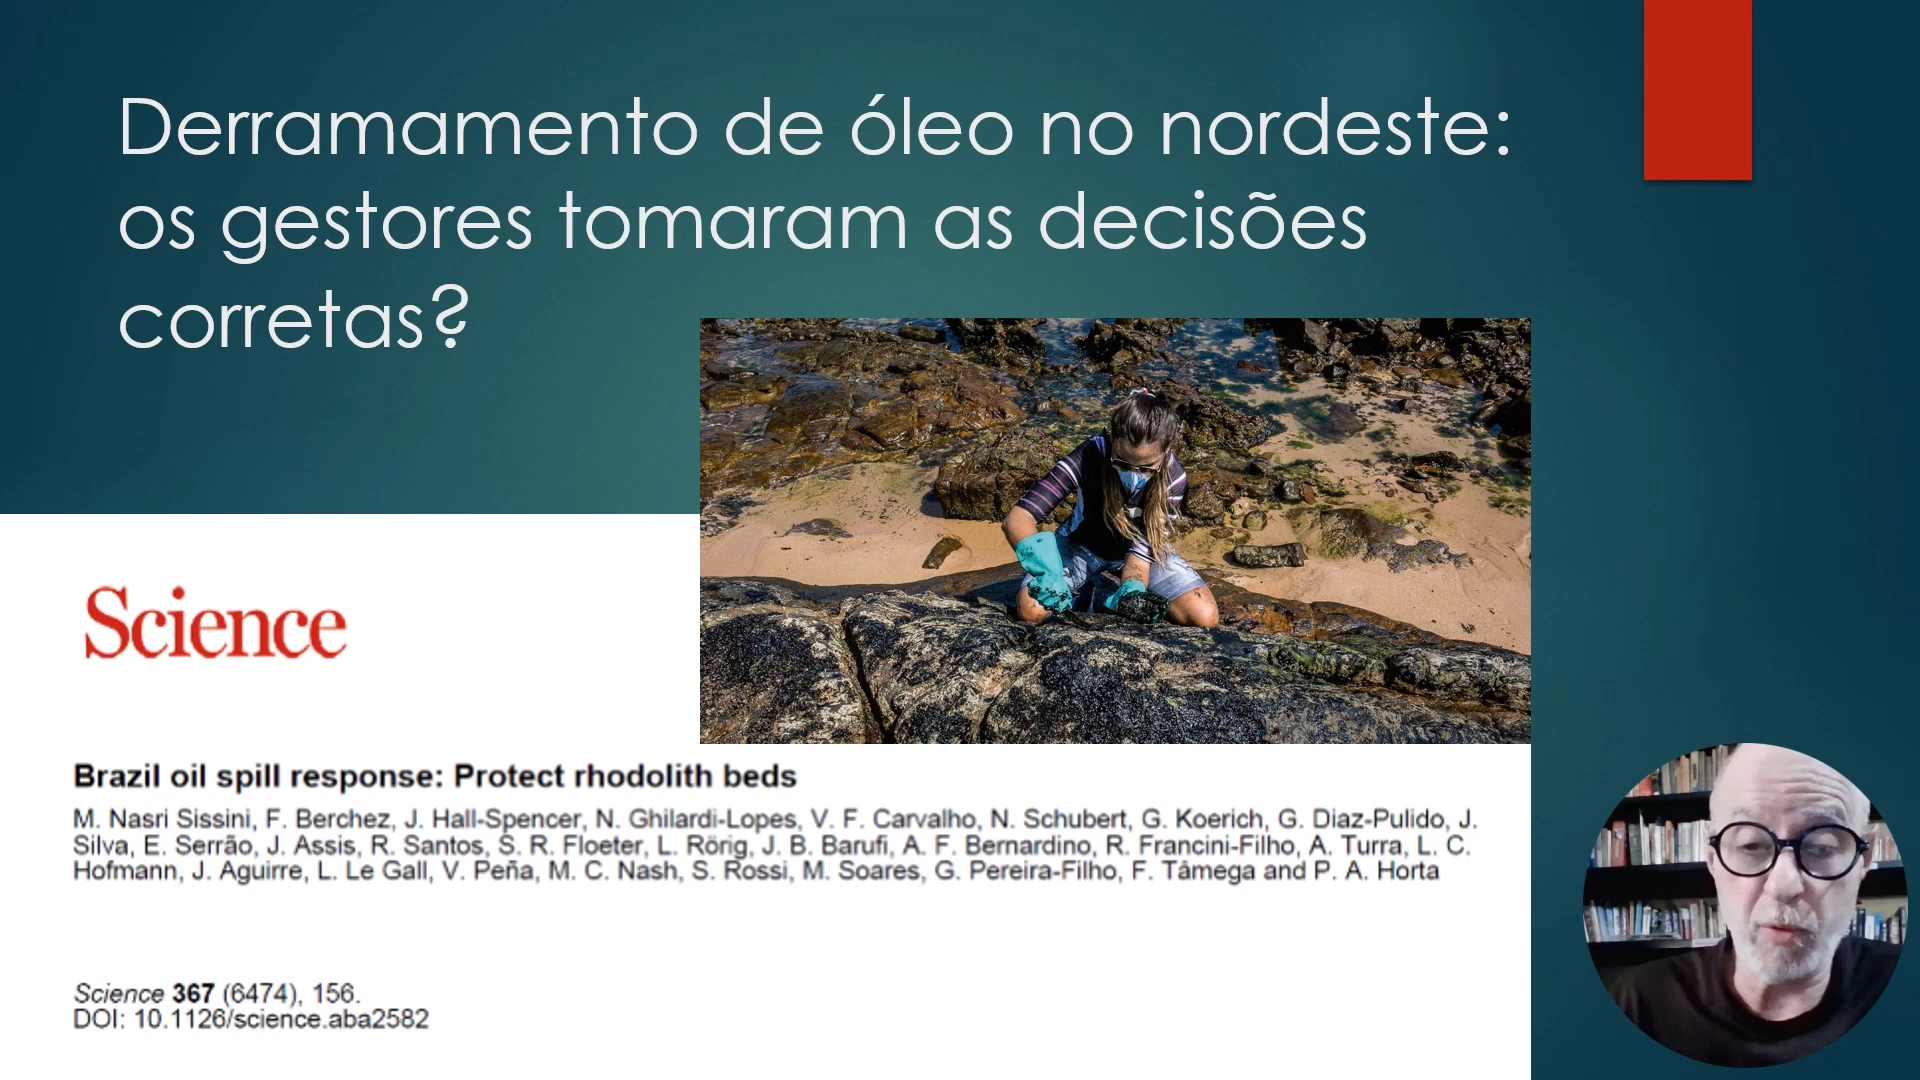 Derramamento de óleo no nordeste:
os gestores tomaram as decisões
corretas?
Science
Brazil oil spill response: Protect rhodolith beds
M. Nasri Sissini, F. Berchez, J. Hall-Spencer, N. Ghilardi-Lopes, V. F. Carvalho, N. Schubert, G. Koerich, G. Diaz-Pulido, J.
Silva, E. Serrão, J. Assis, R. Santos, S. R. Floeter, L. Rörig, J. B. Barufi, A. F. Bernardino, R. Francini-Filho, A. Turra, L. C.
Hofmann, J. Aguirre, L. Le Gall, V. Peña, M. C. Nash, S. Rossi, M. Soares, G. Pereira-Filho, F. Tâmega and P. A. Horta
Science 367 (6474), 156.
DOI: 10.1126/science.aba2582